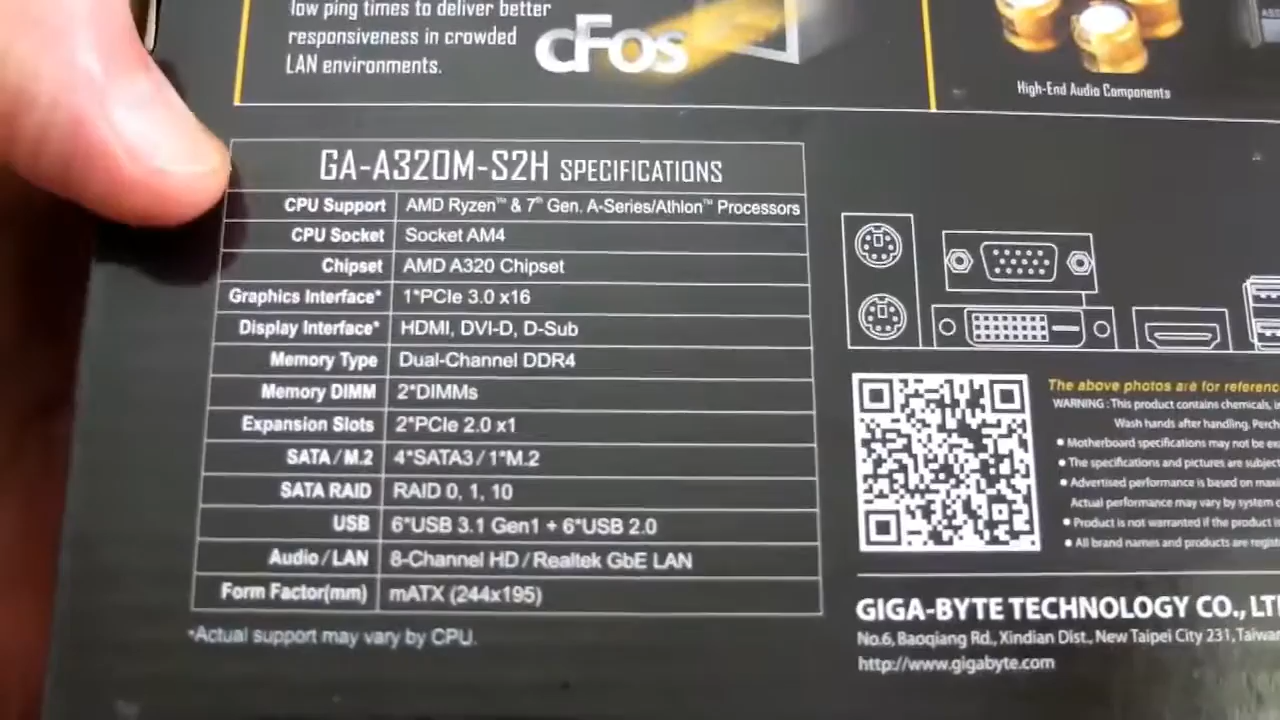 low ping times to deliver better
responsiveness in crowded
LAN environments.
cFos
High-End Audio Components
GA-A320M-S2H SPECIFICATIONS
CPU Support AMD Ryzen™ & 7th Gen. A-Series/Athlon™ Processors
CPU Socket Socket AM4
Chipset AMD A320 Chipset
Graphics Interface* 1*PCIe 3.0 x16
Display Interface* HDMI, DVI-D, D-Sub
Memory Type Dual-Channel DDR4
Memory DIMM 2*DIMMs
Expansion Slots 2*PCIe 2.0 x1
SATA/M.2 4*SATA3/1*M.2
SATA RAID RAID 0, 1, 10
USB 6*USB 3.1 Gen1 + 6*USB 2.0
Audio/LAN 8-Channel HD/Realtek GbE LAN
Form Factor(mm) mATX (244x195)
*Actual support may vary by CPU.
The above photos are for
WARNING : This product contains chemicals,
Wash hands after handling,
• Motherboard specifications may not be
• The specifications and pictures are
• Advertised performance is based on
Actual performance may vary by system
• Product is not warranted if the product
• All brand names and products are
GIGA-BYTE TECHNOLOGY CO.,
No.6, Baoqiang Rd., Xindian Dist., New Taipei City 231, Taiwan
http://www.gigabyte.com